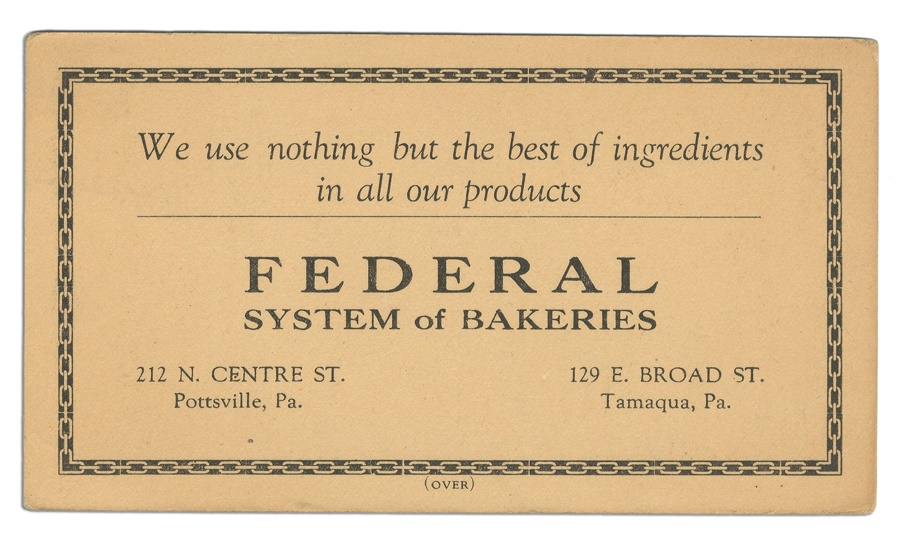 We use nothing but the best of ingredients
in all our products
FEDERAL
SYSTEM of BAKERIES
212 N. CENTRE ST.
Pottsville, Pa.
129 E. BROAD ST.
Tamaqua, Pa.
(OVER)